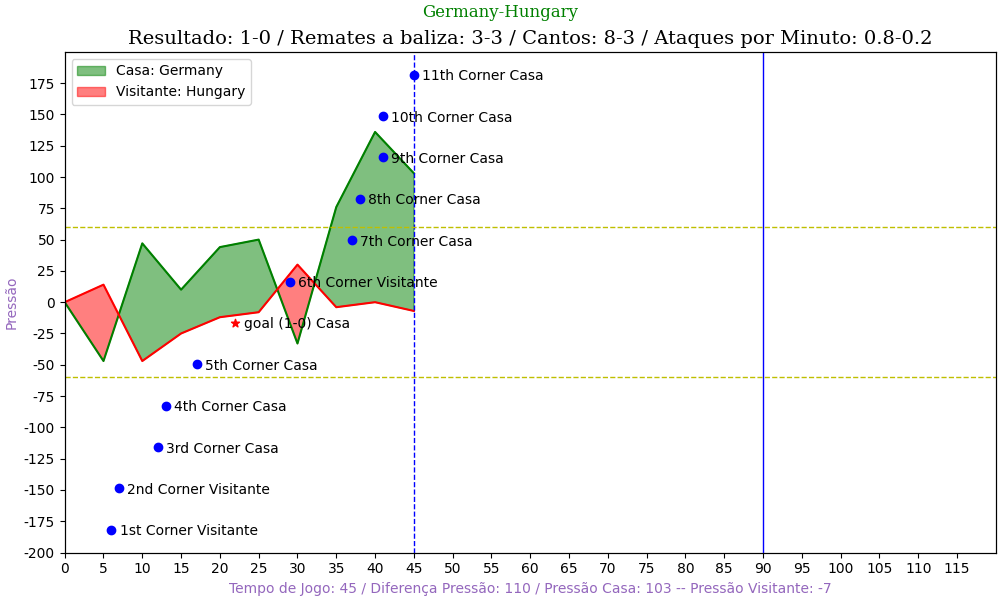 Germany-Hungary
Resultado: 1-0 / Remates a baliza: 3-3 / Cantos: 8-3 / Ataques por Minuto: 0.8-0.2
Casa: Germany
Visitante: Hungary
11th Corner Casa
10th Corner Casa
9th Corner Casa
8th Corner Casa
7th Corner Casa
6th Corner Visitante
goal (1-0) Casa
5th Corner Casa
4th Corner Casa
3rd Corner Casa
2nd Corner Visitante
1st Corner Visitante
Pressão
175
150
125
100
75
50
25
0
-25
-50
-75
-100
-125
-150
-175
-200
0 5 10 15 20 25 30 35 40 45 50 55 60 65 70 75 80 85 90 95 100 105 110 115
Tempo de Jogo: 45 / Diferença Pressão: 110 / Pressão Casa: 103 -- Pressão Visitante: -7